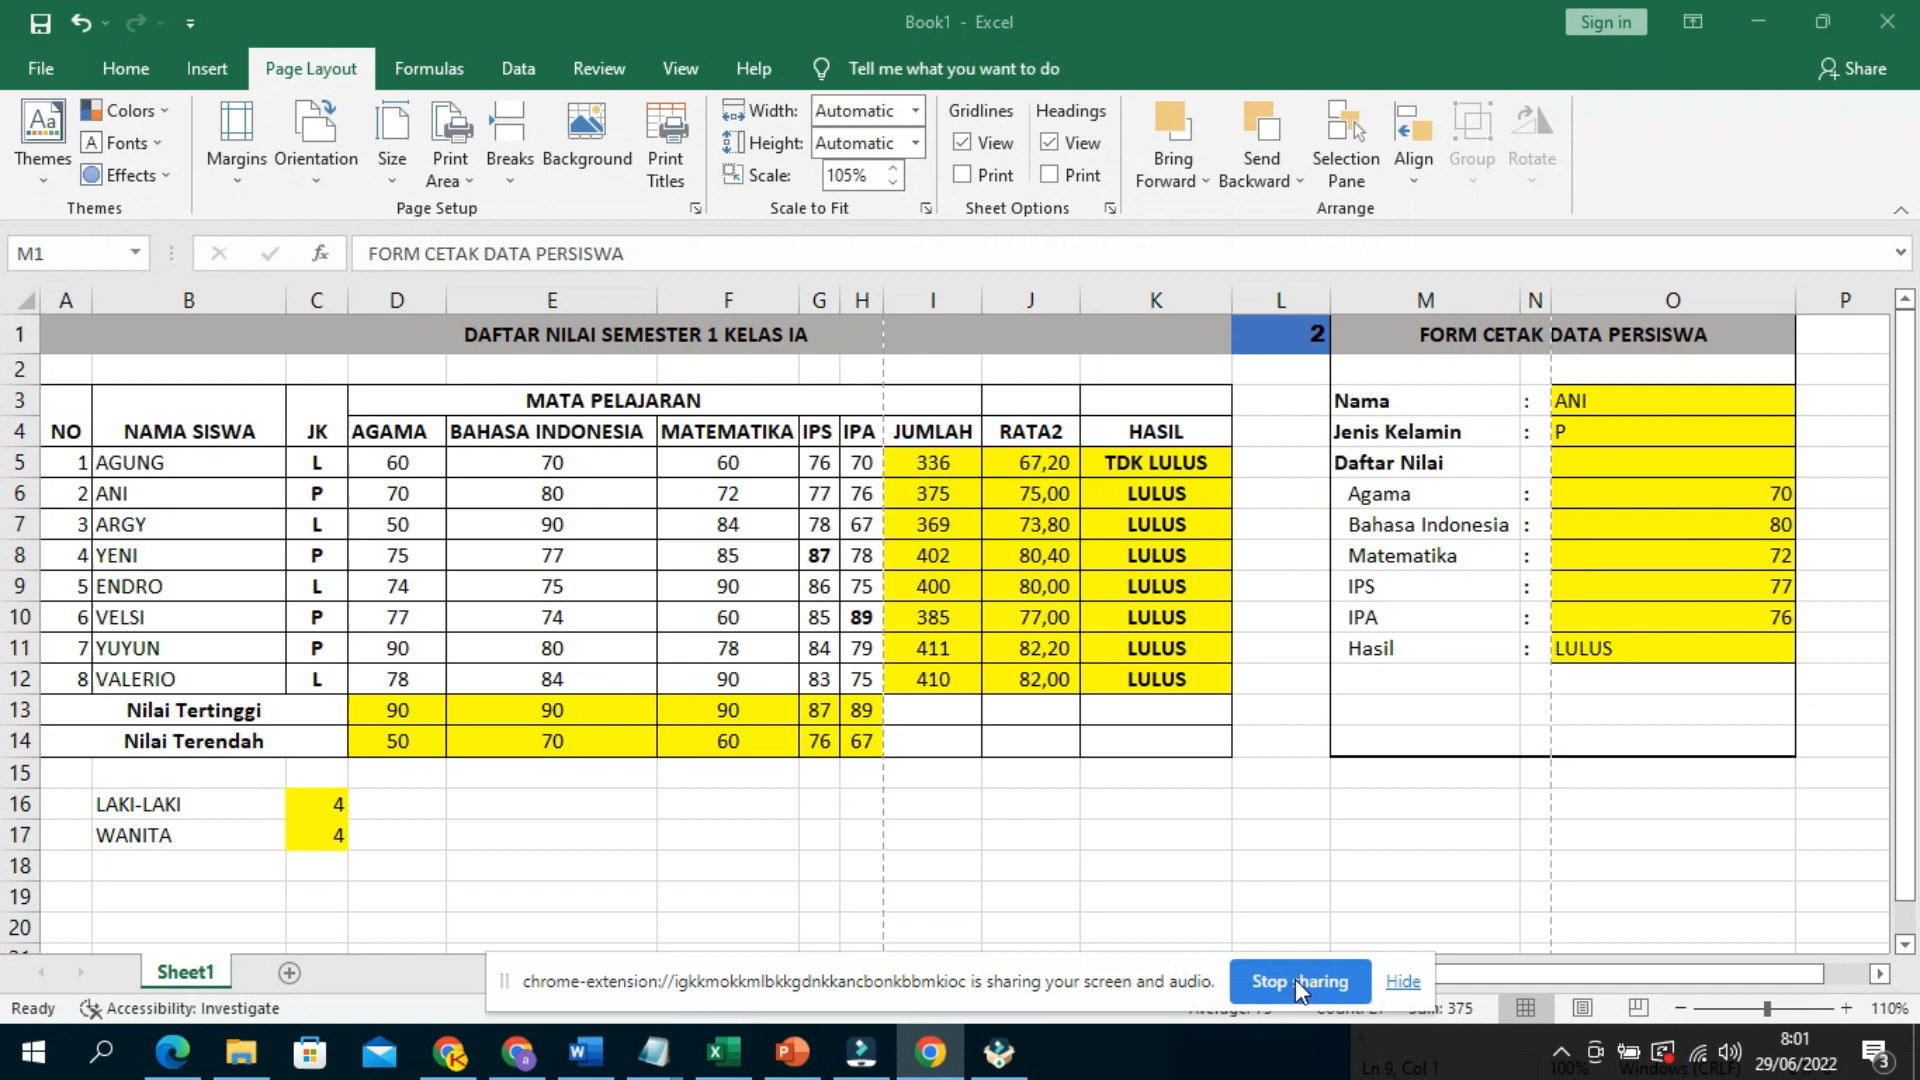 Book1 - Excel
Sign in
File Home Insert Page Layout Formulas Data Review View Help Tell me what you want to do Share
Themes Colors Fonts Effects
Margins Orientation Size Print Area Breaks Background Print Titles
Width: Automatic
Height: Automatic
Scale: 105%
Gridlines Headings
View View
Print Print
Bring Forward Send Backward Selection Pane Align Group Rotate
Themes Page Setup Scale to Fit Sheet Options Arrange
M1 fx FORM CETAK DATA PERSISWA
A B C D E F G H I J K L M N O P
1 DAFTAR NILAI SEMESTER 1 KELAS IA 2 FORM CETAK DATA PERSISWA
2
3 MATA PELAJARAN Nama : ANI
4 NO NAMA SISWA JK AGAMA BAHASA INDONESIA MATEMATIKA IPS IPA JUMLAH RATA2 HASIL Jenis Kelamin : P
5 1 AGUNG L 60 70 60 76 70 336 67,20 TDK LULUS Daftar Nilai
6 2 ANI P 70 80 72 77 76 375 75,00 LULUS Agama : 70
7 3 ARGY L 50 90 84 78 67 369 73,80 LULUS Bahasa Indonesia : 80
8 4 YENI P 75 77 85 87 78 402 80,40 LULUS Matematika : 72
9 5 ENDRO L 74 75 90 86 75 400 80,00 LULUS IPS : 77
10 6 VELSI P 77 74 60 85 89 385 77,00 LULUS IPA : 76
11 7 YUYUN P 90 80 78 84 79 411 82,20 LULUS Hasil : LULUS
12 8 VALERIO L 78 84 90 83 75 410 82,00 LULUS
13 Nilai Tertinggi 90 90 90 87 89
14 Nilai Terendah 50 70 60 76 67
15
16 LAKI-LAKI 4
17 WANITA 4
18
19
20
Sheet1
chrome-extension://igkkmokkmlbkkgdnkkancbonkbbmkioc is sharing your screen and audio. Stop sharing Hide
Ready Accessibility: Investigate 375 110%
8:01
29/06/2022
3
Ln 9, Col 1
100% Windows (CRLF)